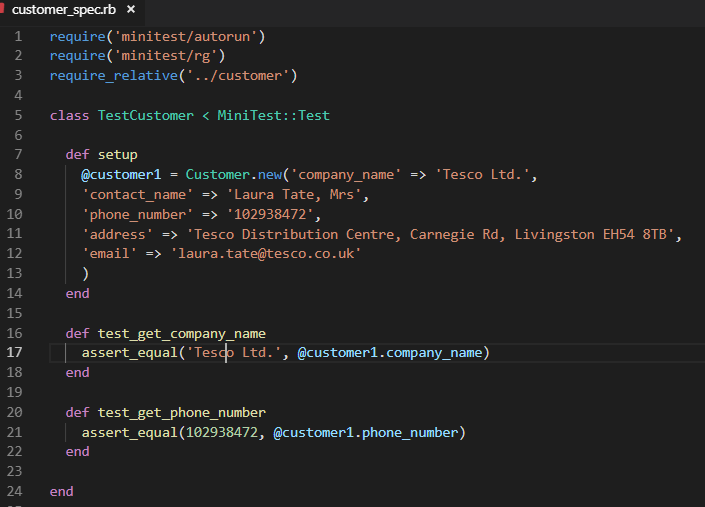 customer_spec.rb ×
1 require('minitest/autorun')
2 require('minitest/rg')
3 require_relative('../customer')
4
5 class TestCustomer < MiniTest::Test
6
7   def setup
8     @customer1 = Customer.new('company_name' => 'Tesco Ltd.',
9     'contact_name' => 'Laura Tate, Mrs',
10     'phone_number' => '102938472',
11     'address' => 'Tesco Distribution Centre, Carnegie Rd, Livingston EH54 8TB',
12     'email' => 'laura.tate@tesco.co.uk'
13     )
14   end
15
16   def test_get_company_name
17     assert_equal('Tesco Ltd.', @customer1.company_name)
18   end
19
20   def test_get_phone_number
21     assert_equal(102938472, @customer1.phone_number)
22   end
23
24 end